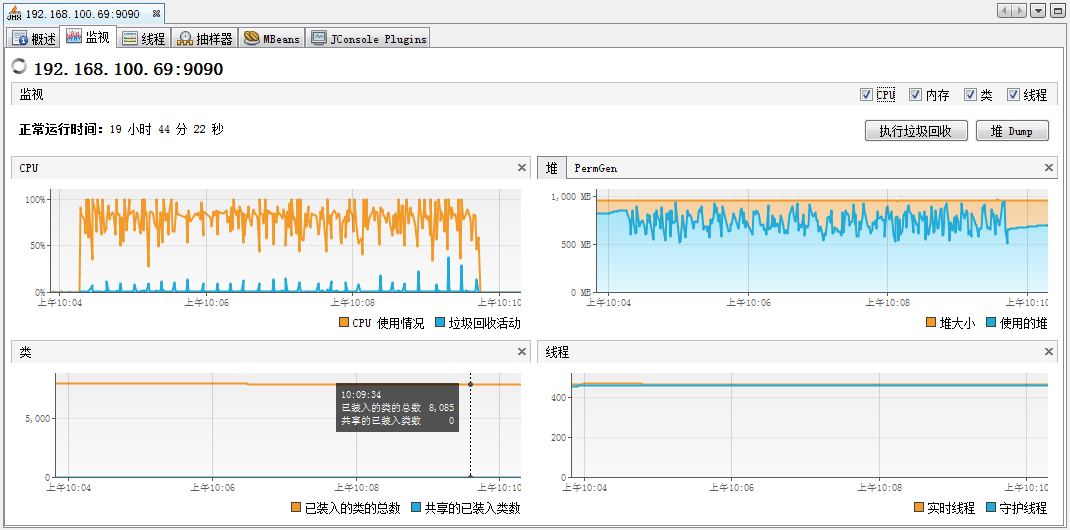 192.168.100.69:9090
概述 监视 线程 抽样器 MBeans JConsole Plugins
192.168.100.69:9090
监视 CPU 内存 类 线程
正常运行时间: 19 小时 44 分 22 秒 执行垃圾回收 堆 Dump
CPU
100%
50%
0%
上午10:04 上午10:06 上午10:08 上午10:10
CPU 使用情况 垃圾回收活动
堆 PermGen
1,000 MB
500 MB
0 MB
上午10:04 上午10:06 上午10:08 上午10:10
堆大小 使用的堆
类
5,000
0
10:09:34
已装入的类的总数 8,085
共享的已装入类数 0
上午10:04 上午10:06 上午10:08 上午10:10
已装入的类的总数 共享的已装入类数
线程
400
200
0
上午10:04 上午10:06 上午10:08 上午10:10
实时线程 守护线程